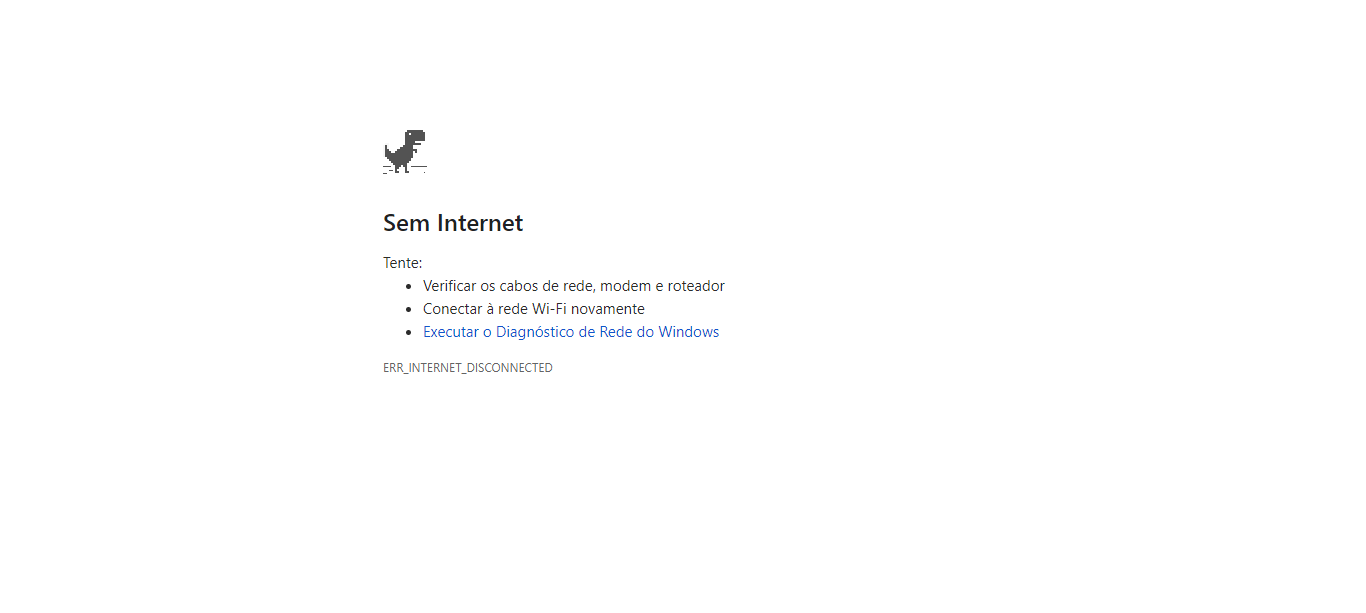 Sem Internet
Tente:
Verificar os cabos de rede, modem e roteador
Conectar à rede Wi-Fi novamente
Executar o Diagnóstico de Rede do Windows
ERR_INTERNET_DISCONNECTED